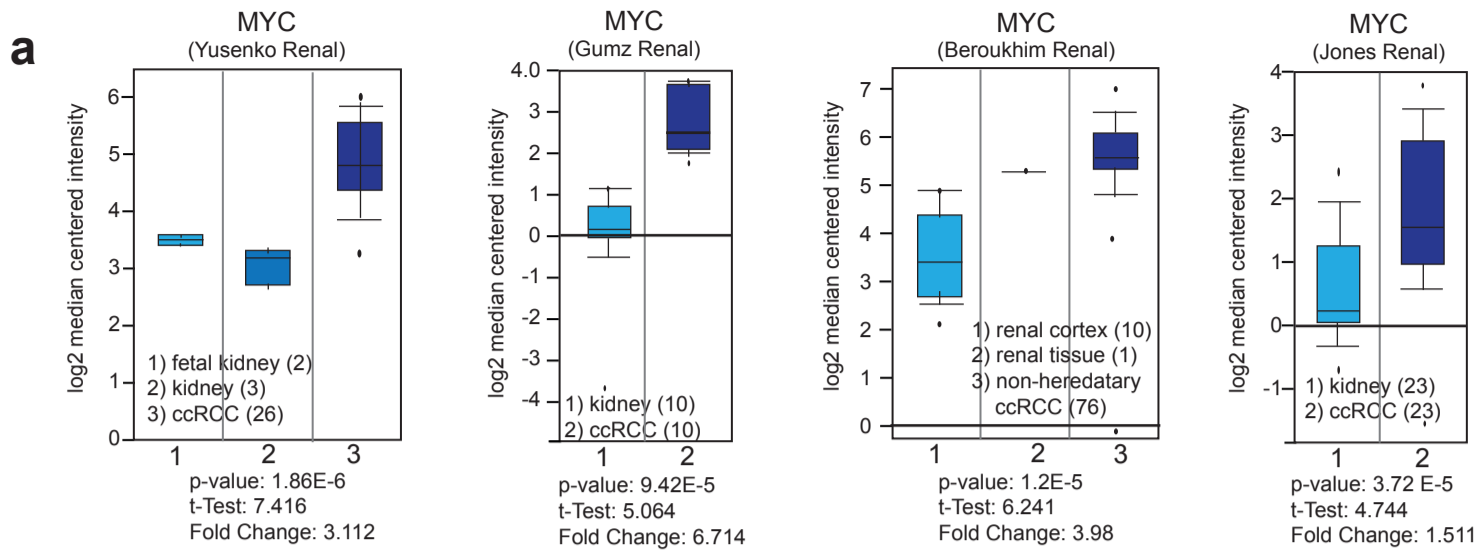 a
MYC
(Yusenko Renal)
log2 median centered intensity
6
5
4
3
2
1
0
1) fetal kidney (2)
2) kidney (3)
3) ccRCC (26)
1 2 3
p-value: 1.86E-6
t-Test: 7.416
Fold Change: 3.112
MYC
(Gumz Renal)
log2 median centered intensity
4.0
3
2
1
0
-1
-2
-3
-4
1) kidney (10)
2) ccRCC (10)
1 2
p-value: 9.42E-5
t-Test: 5.064
Fold Change: 6.714
MYC
(Beroukhim Renal)
log2 median centered intensity
7
6
5
4
3
2
1
0
1) renal cortex (10)
2) renal tissue (1)
3) non-heredatary
ccRCC (76)
1 2 3
p-value: 1.2E-5
t-Test: 6.241
Fold Change: 3.98
MYC
(Jones Renal)
log2 median centered intensity
4
3
2
1
0
-1
1) kidney (23)
2) ccRCC (23)
1 2
p-value: 3.72 E-5
t-Test: 4.744
Fold Change: 1.511